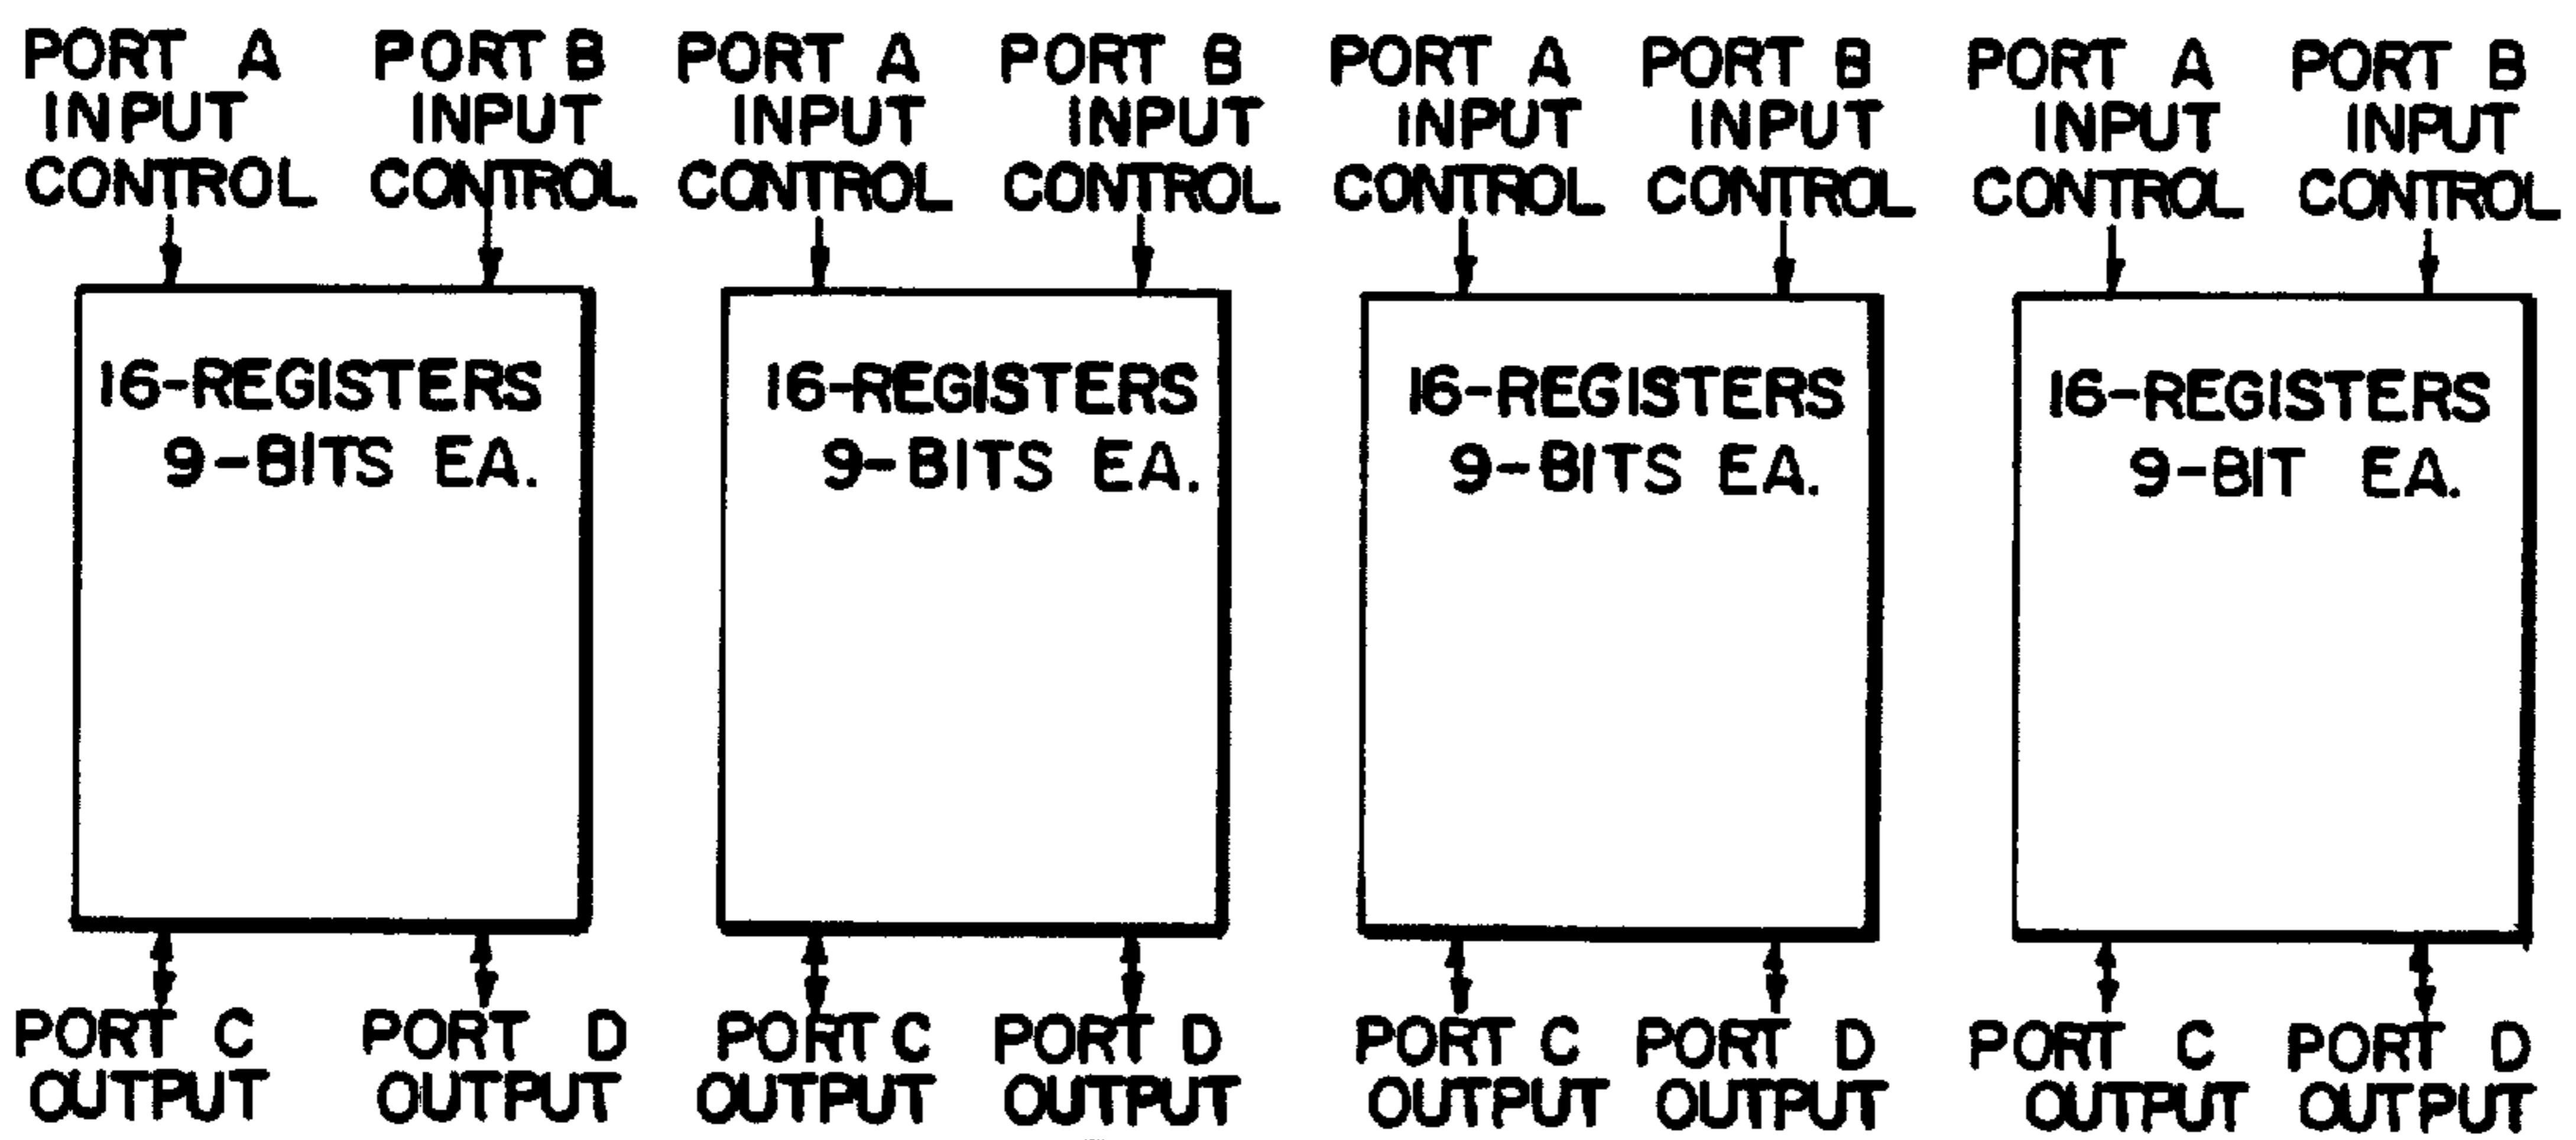 PORT A
INPUT
CONTROL
PORT B
INPUT
CONTROL
PORT A
INPUT
CONTROL
PORT B
INPUT
CONTROL
PORT A
INPUT
CONTROL
PORT B
INPUT
CONTROL
PORT A
INPUT
CONTROL
PORT B
INPUT
CONTROL
16-REGISTERS
9-BITS EA.
16-REGISTERS
9-BITS EA.
16-REGISTERS
9-BITS EA.
16-REGISTERS
9-BIT EA.
PORT C
OUTPUT
PORT D
OUTPUT
PORT C
OUTPUT
PORT D
OUTPUT
PORT C
OUTPUT
PORT D
OUTPUT
PORT C
OUTPUT
PORT D
OUTPUT